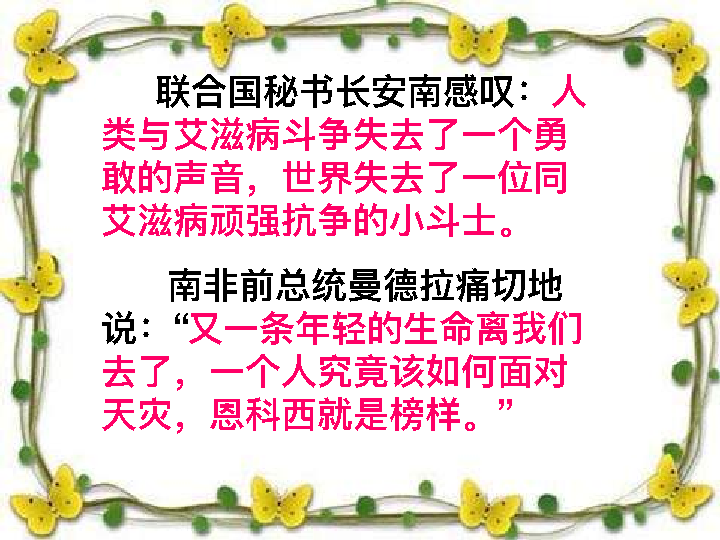 联合国秘书长安南感叹：人
类与艾滋病斗争失去了一个勇
敢的声音，世界失去了一位同
艾滋病顽强抗争的小斗士。
南非前总统曼德拉痛切地
说：“又一条年轻的生命离我们
去了，一个人究竟该如何面对
天灾，恩科西就是榜样。”